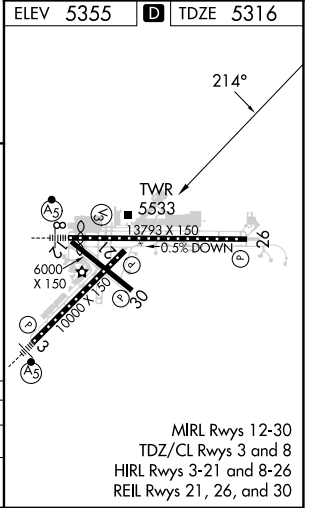 ELEV 5355 D TDZE 5316
214°
TWR
5533
A5
V3
8
13793 X 150
26
12
21
0.5% DOWN
P
6000
X 150
P
P
30
10000 X 150
P
3
A5
MIRL Rwys 12-30
TDZ/CL Rwys 3 and 8
HIRL Rwys 3-21 and 8-26
REIL Rwys 21, 26, and 30